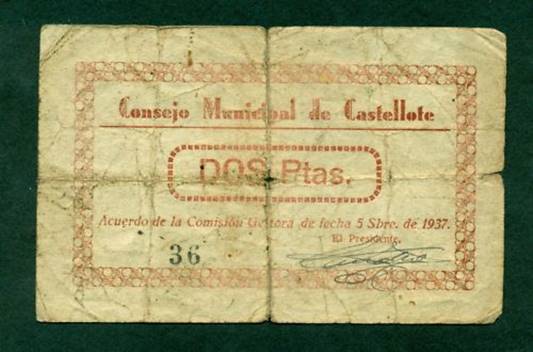 Consejo Municipal de Castellote
DOS Ptas.
Acuerdo de la Comisión Gestora de fecha 5 Sbre. de 1937.
El Presidente,
36